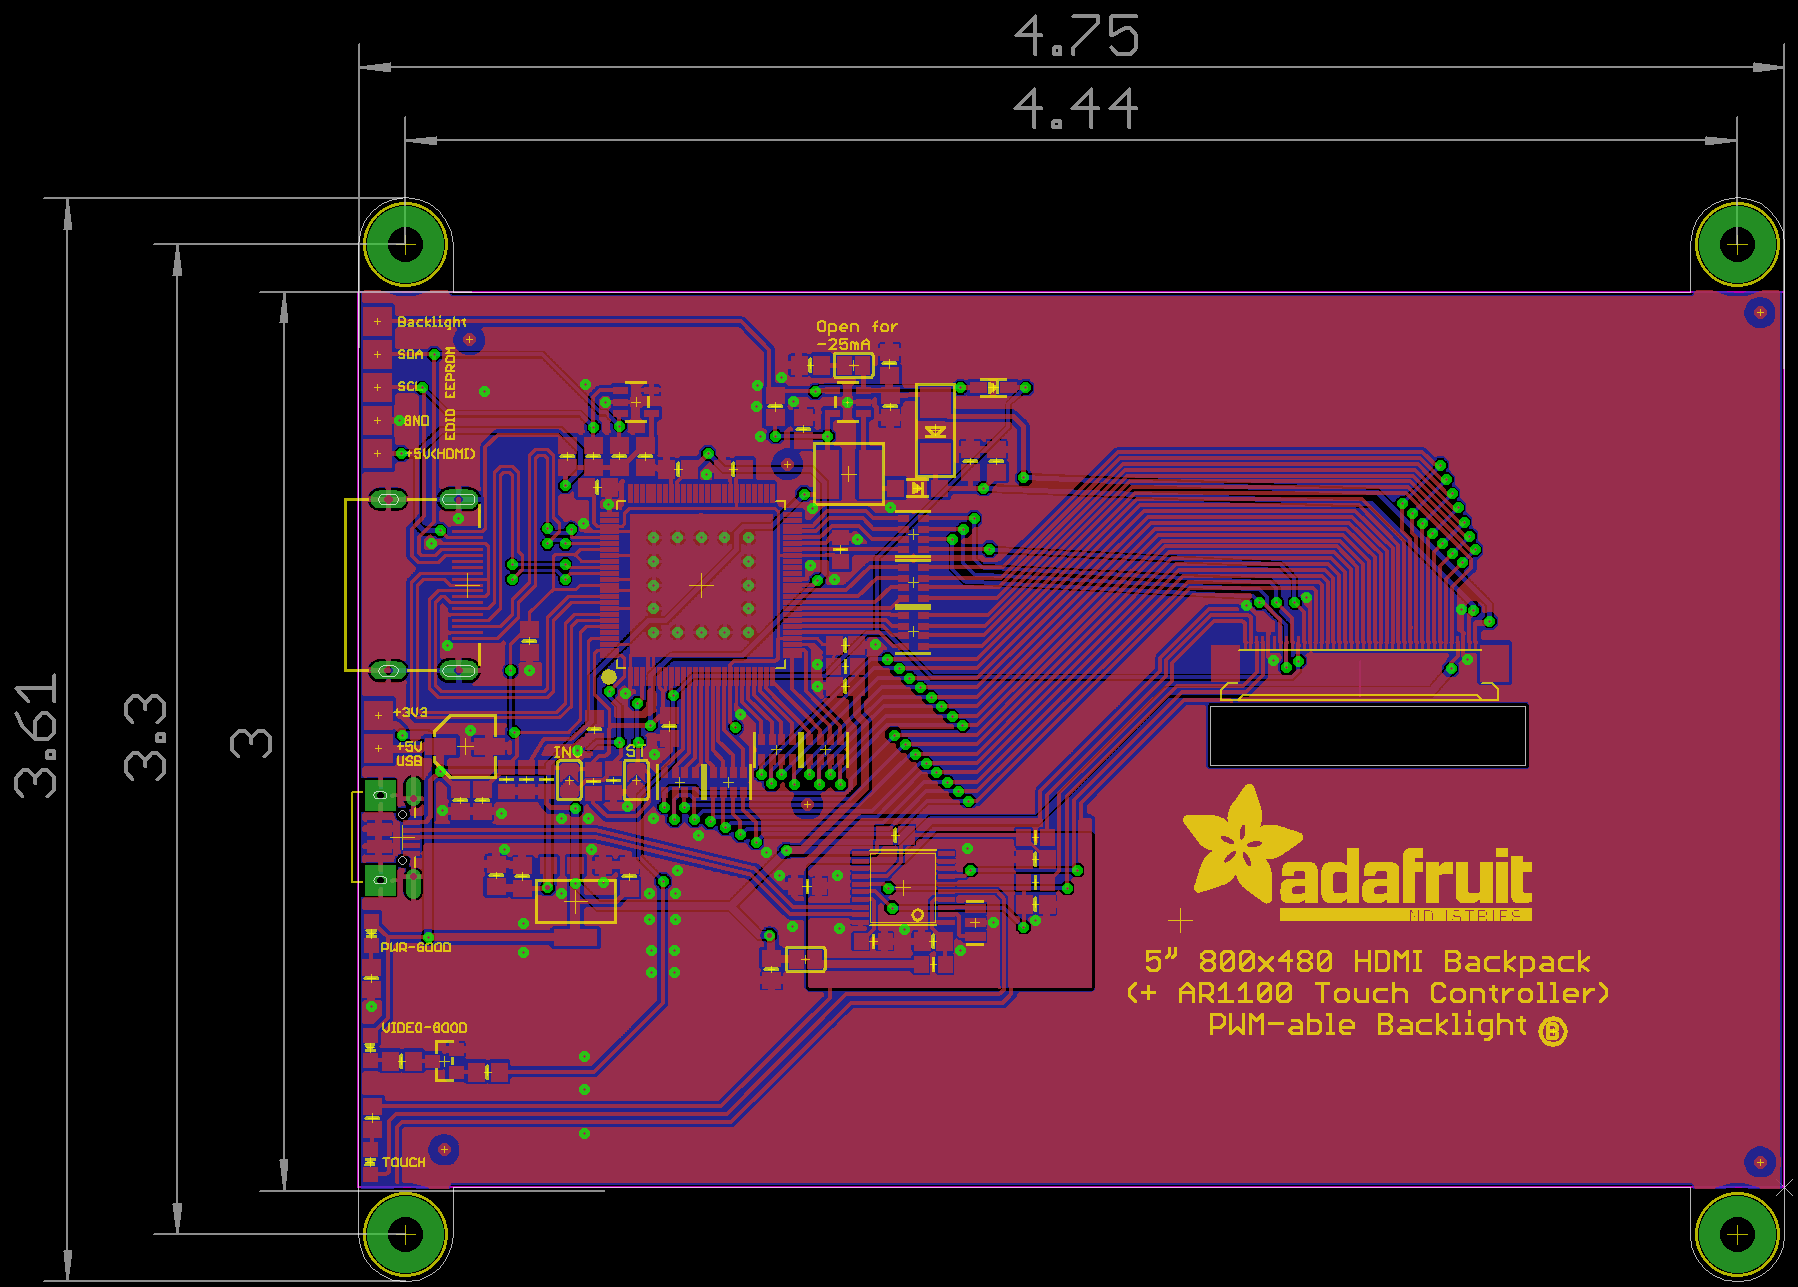 4.75
4.44
3.61
3.3
3
Backlight
SDA
SCL
GND
+5V(HDMI)
EDID EEPROM
Open for
-25mA
+3V3
+5V
USB
INV
ST
PWR-GOOD
VIDEO-GOOD
TOUCH
adafruit
INDUSTRIES
5" 800x480 HDMI Backpack
(+ AR1100 Touch Controller)
PWM-able Backlight
B